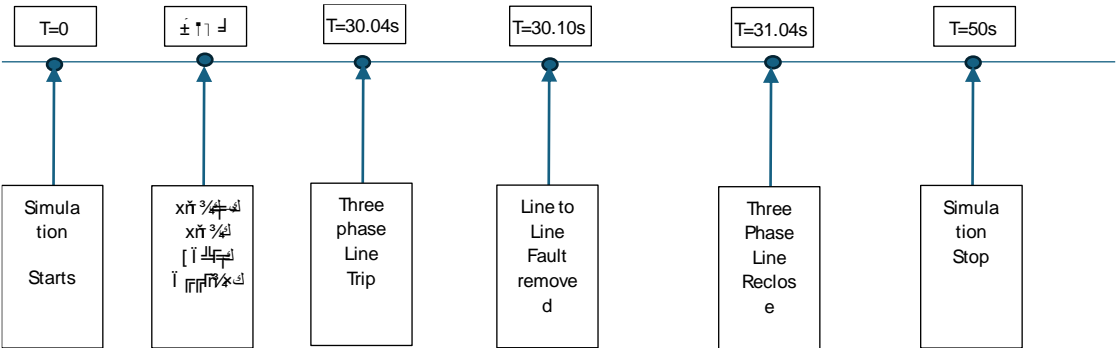 T=0
T=30.04s
T=30.10s
T=31.04s
T=50s
Simula
tion
Starts
Three
phase
Line
Trip
Line to
Line
Fault
remove
d
Three
Phase
Line
Reclos
e
Simula
tion
Stop